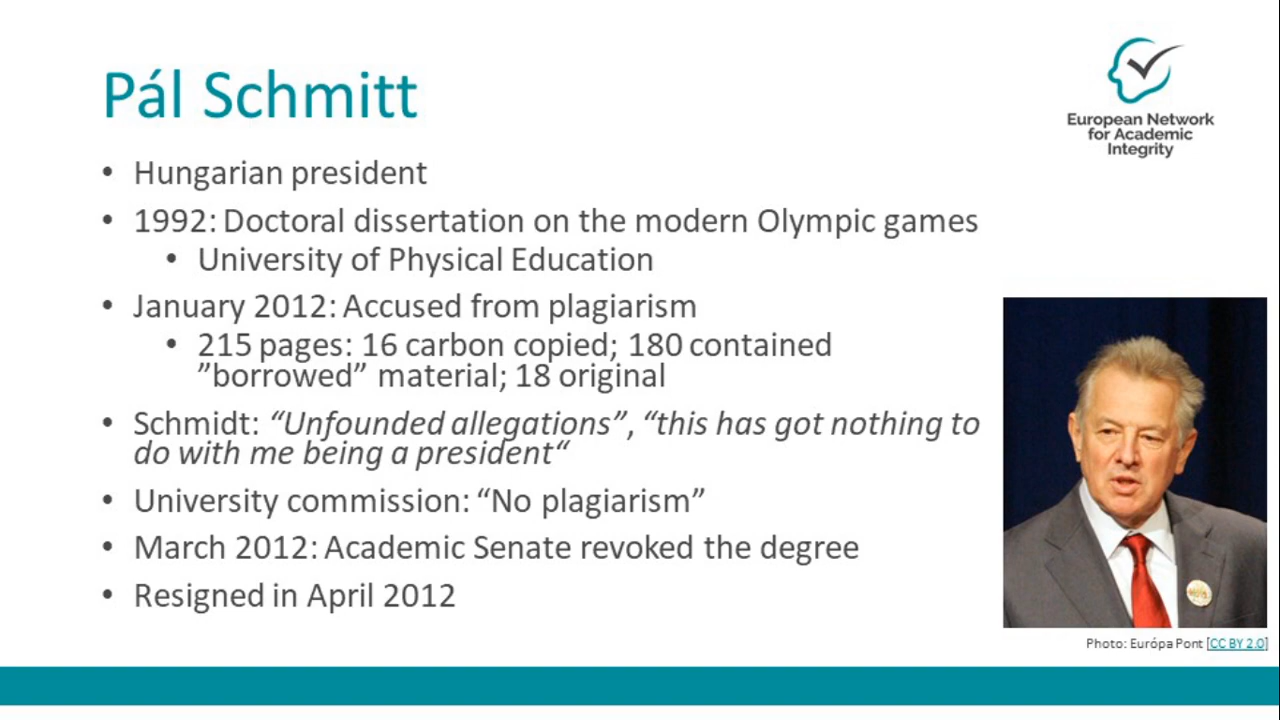 Pál Schmitt
European Network
for Academic
Integrity
• Hungarian president
• 1992: Doctoral dissertation on the modern Olympic games
• University of Physical Education
• January 2012: Accused from plagiarism
• 215 pages: 16 carbon copied; 180 contained
”borrowed” material; 18 original
• Schmidt: “Unfounded allegations”, “this has got nothing to
do with me being a president“
• University commission: “No plagiarism”
• March 2012: Academic Senate revoked the degree
• Resigned in April 2012
Photo: Európa Pont [CC BY 2.0]